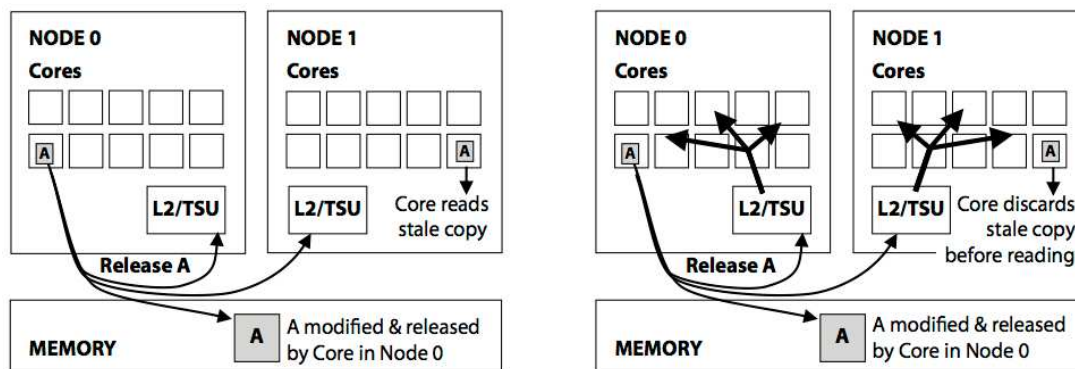 NODE 0
Cores
A
L2/TSU
Release A
NODE 1
A
L2/TSU
Core reads
stale copy
MEMORY
A
A modified & released
by Core in Node 0
NODE 0
Cores
A
L2/TSU
Release A
NODE 1
Cores
A
L2/TSU
Core discards
stale copy
before reading
MEMORY
A
A modified & released
by Core in Node 0